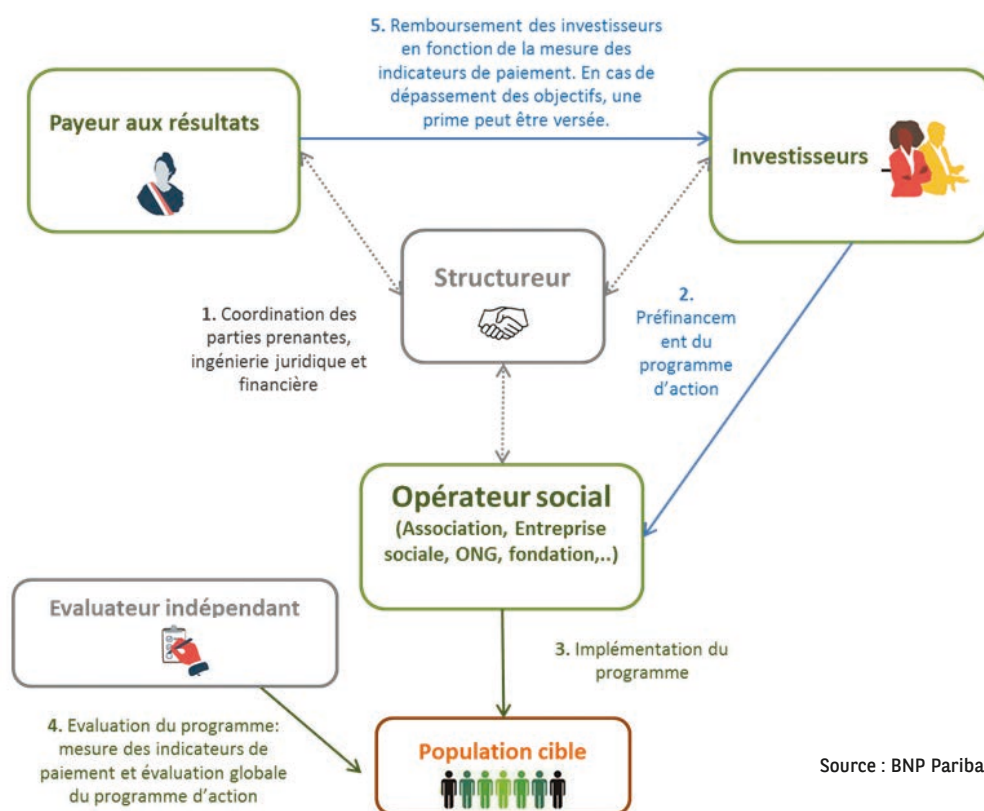 5. Remboursement des investisseurs
en fonction de la mesure des
indicateurs de paiement. En cas de
dépassement des objectifs, une
prime peut être versée.
Payeur aux résultats
Investisseurs
Structureur
1. Coordination des
parties prenantes,
ingénierie juridique et
financière
2.
Préfinancem
ent du
programme
d’action
Opérateur social
(Association, Entreprise
sociale, ONG, fondation,..)
Evaluateur indépendant
3. Implémentation du
programme
4. Evaluation du programme:
mesure des indicateurs de
paiement et évaluation globale
du programme d’action
Population cible
Source : BNP Pariba